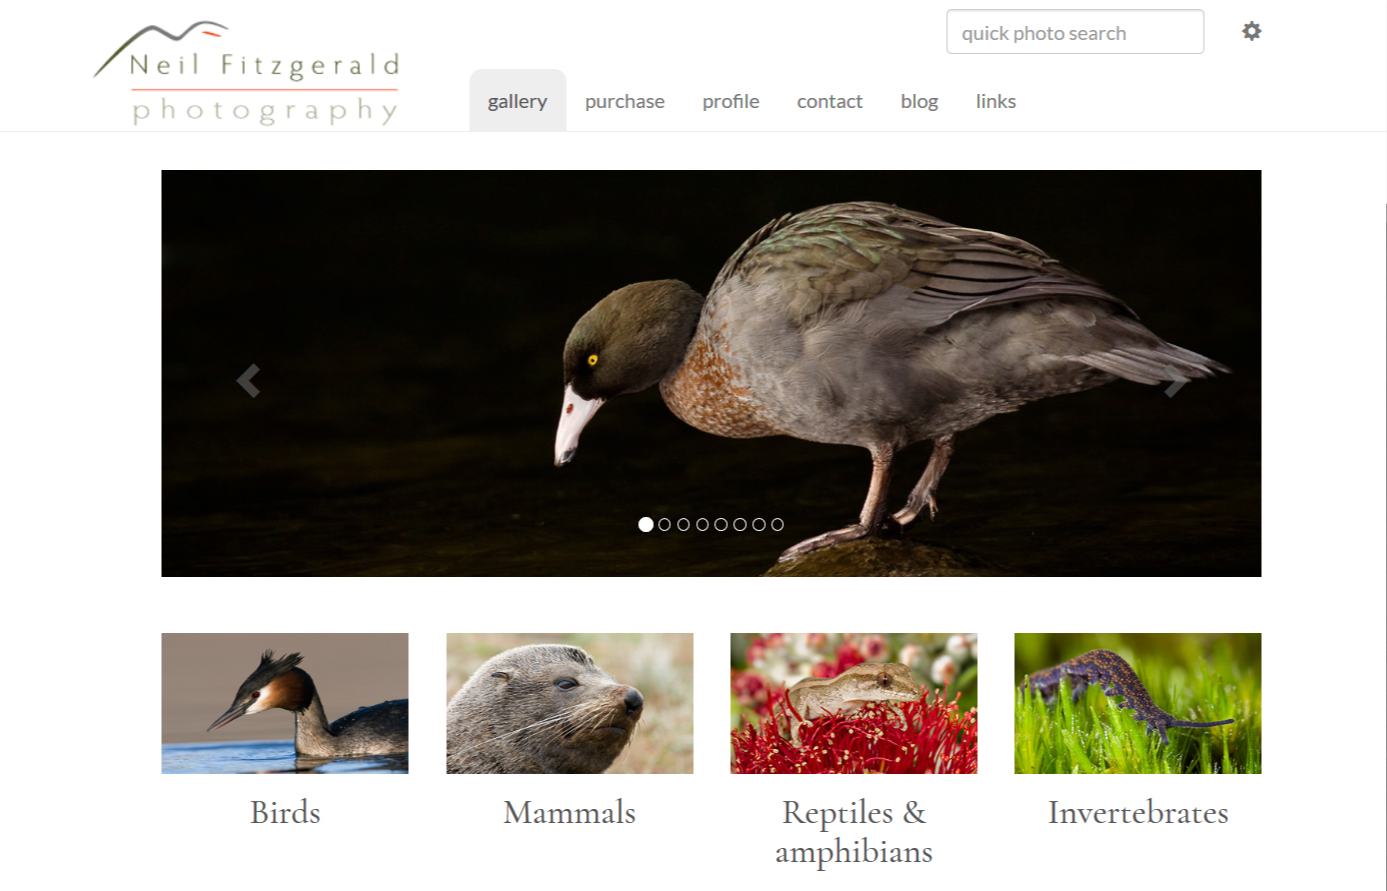 Neil Fitzgerald
photography
quick photo search
gallery
purchase
profile
contact
blog
links
Birds
Mammals
Reptiles &
amphibians
Invertebrates